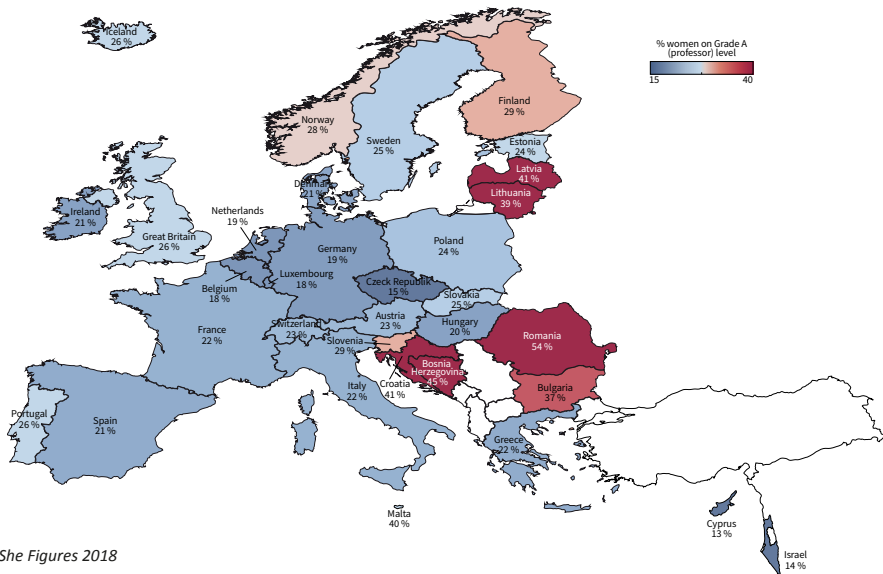 Iceland
26 %
% women on Grade A
(professor) level
15
40
Norway
28 %
Finland
29 %
Sweden
25 %
Estonia
24 %
Latvia
41 %
Lithuania
39 %
Denmark
21 %
Ireland
21 %
Great Britain
26 %
Netherlands
19 %
Germany
19 %
Poland
24 %
Belgium
18 %
Luxembourg
18 %
Czeck Republik
15 %
Slovakia
25 %
Austria
23 %
France
22 %
Switzerland
23 %
Hungary
20 %
Slovenia
29 %
Romania
54 %
Bosnia
Herzegovina
45 %
Croatia
41 %
Italy
22 %
Bulgaria
37 %
Portugal
26 %
Spain
21 %
Greece
22 %
Malta
40 %
Cyprus
13 %
Israel
14 %
She Figures 2018